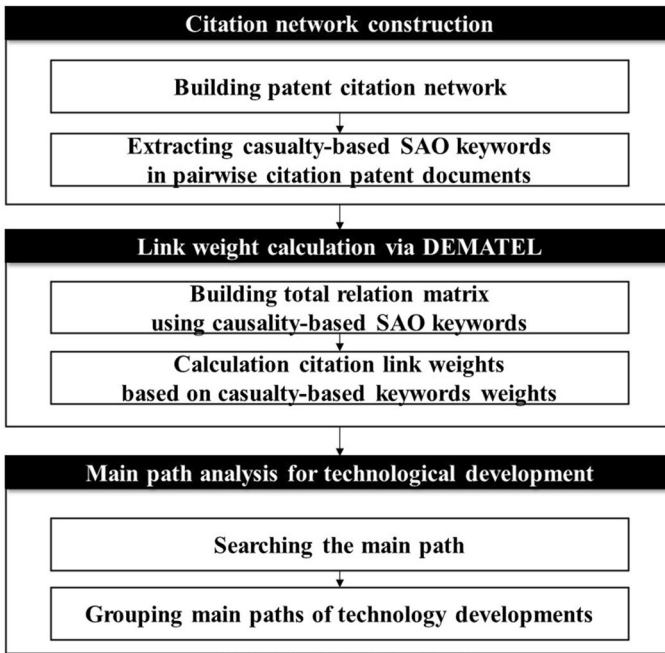 Citation network construction
Building patent citation network
Extracting casualty-based SAO keywords
in pairwise citation patent documents
Link weight calculation via DEMATEL
Building total relation matrix
using causality-based SAO keywords
Calculation citation link weights
based on casualty-based keywords weights
Main path analysis for technological development
Searching the main path
Grouping main paths of technology developments